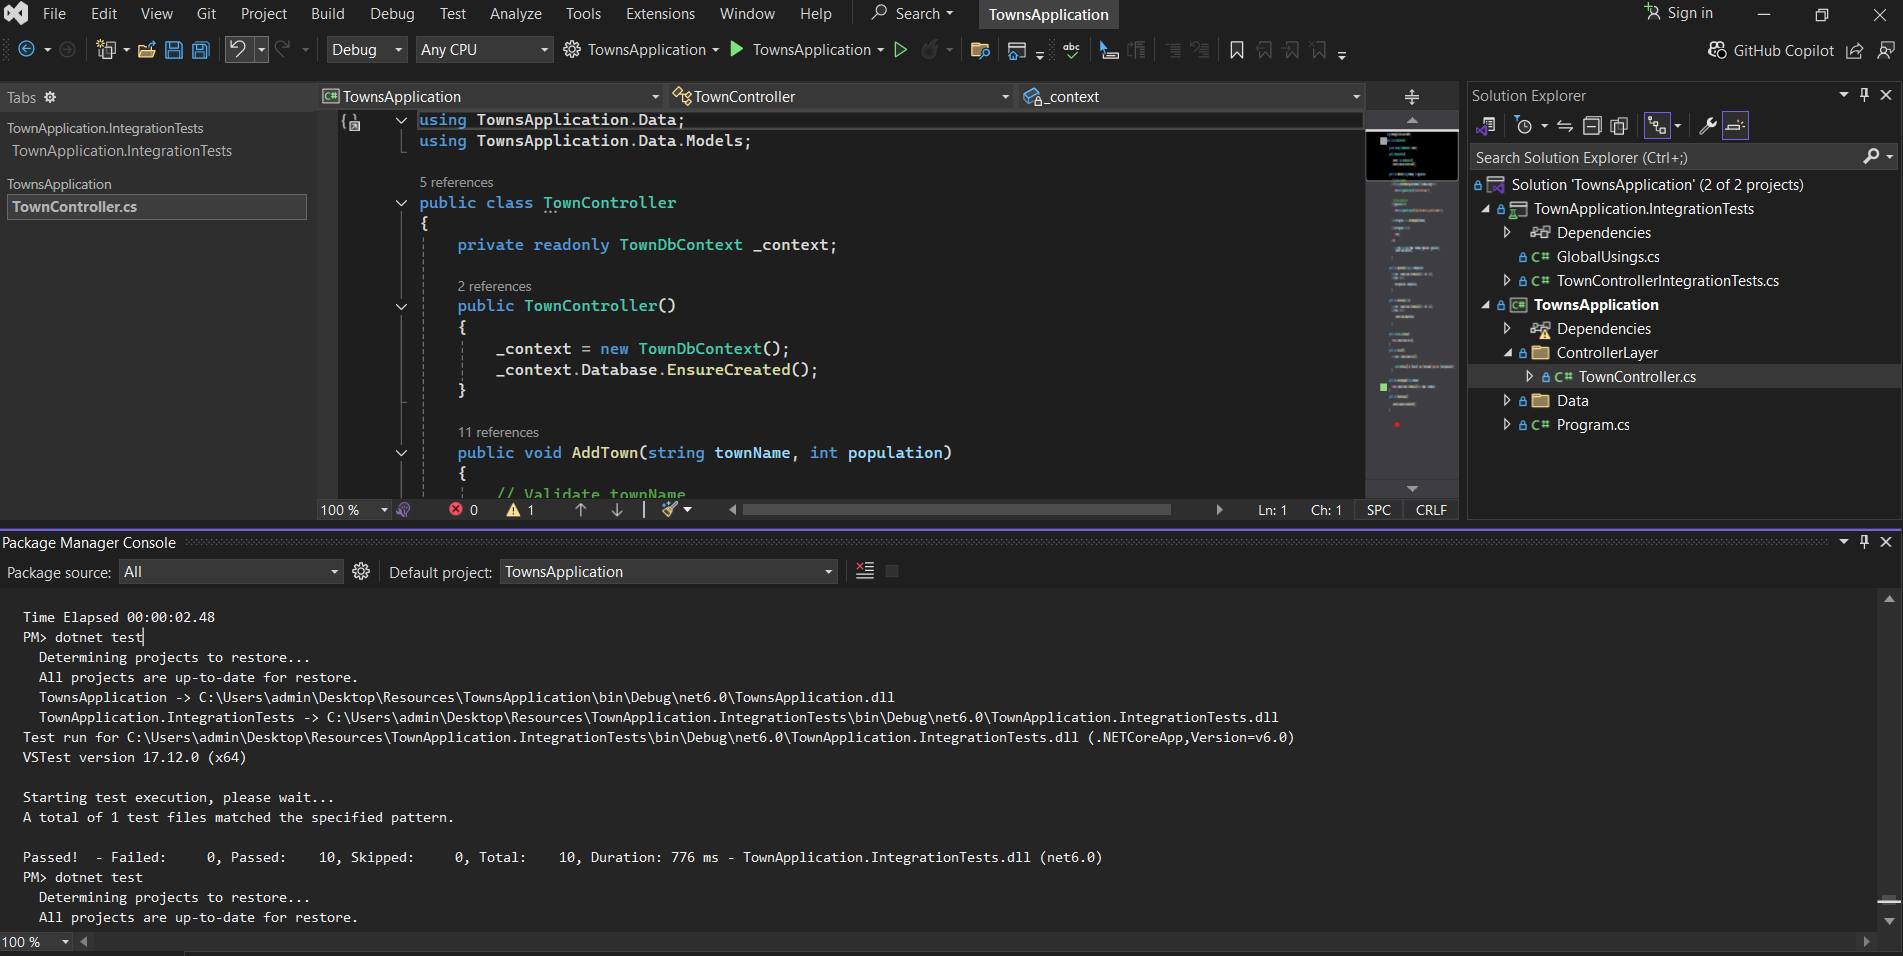 File Edit View Git Project Build Debug Test Analyze Tools Extensions Window Help Search TownsApplication Sign in
Debug Any CPU TownsApplication TownsApplication abc GitHub Copilot
Tabs
TownApplication.IntegrationTests
TownApplication.IntegrationTests
TownsApplication
TownController.cs
C# TownsApplication TownController _context
using TownsApplication.Data;
using TownsApplication.Data.Models;
5 references
public class TownController
{
private readonly TownDbContext _context;
2 references
public TownController()
{
_context = new TownDbContext();
_context.Database.EnsureCreated();
}
11 references
public void AddTown(string townName, int population)
{
// Validate townName
100 % 0 1 Ln: 1 Ch: 1 SPC CRLF
Solution Explorer
Search Solution Explorer (Ctrl+;)
Solution 'TownsApplication' (2 of 2 projects)
TownApplication.IntegrationTests
Dependencies
C# GlobalUsings.cs
C# TownControllerIntegrationTests.cs
C# TownsApplication
Dependencies
ControllerLayer
C# TownController.cs
Data
C# Program.cs
Package Manager Console
Package source: All Default project: TownsApplication
Time Elapsed 00:00:02.48
PM> dotnet test
Determining projects to restore...
All projects are up-to-date for restore.
TownsApplication -> C:\Users\admin\Desktop\Resources\TownsApplication\bin\Debug\net6.0\TownsApplication.dll
TownApplication.IntegrationTests -> C:\Users\admin\Desktop\Resources\TownApplication.IntegrationTests\bin\Debug\net6.0\TownApplication.IntegrationTests.dll
Test run for C:\Users\admin\Desktop\Resources\TownApplication.IntegrationTests\bin\Debug\net6.0\TownApplication.IntegrationTests.dll (.NETCoreApp,Version=v6.0)
VSTest version 17.12.0 (x64)
Starting test execution, please wait...
A total of 1 test files matched the specified pattern.
Passed!  - Failed:     0, Passed:    10, Skipped:     0, Total:    10, Duration: 776 ms - TownApplication.IntegrationTests.dll (net6.0)
PM> dotnet test
Determining projects to restore...
All projects are up-to-date for restore.
100 %